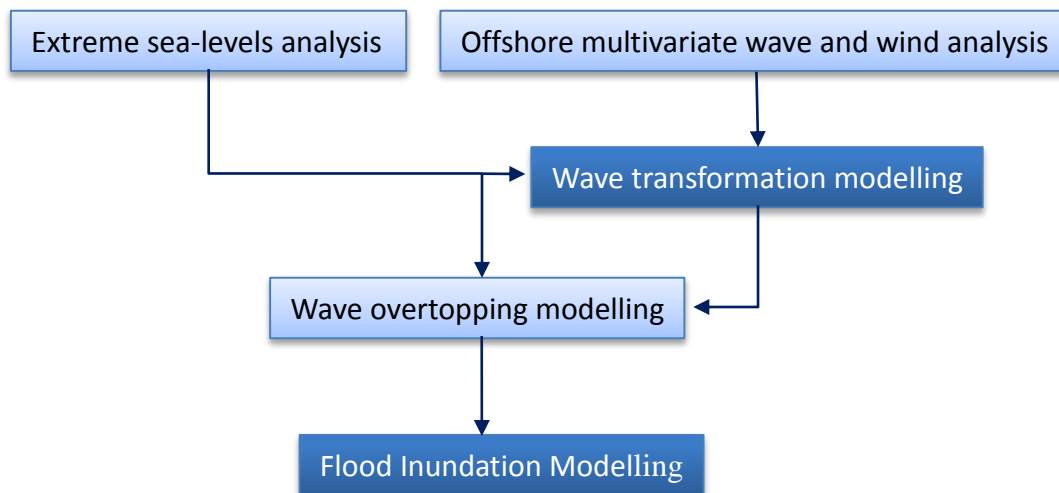 Extreme sea-levels analysis
Offshore multivariate wave and wind analysis
Wave transformation modelling
Wave overtopping modelling
Flood Inundation Modelling